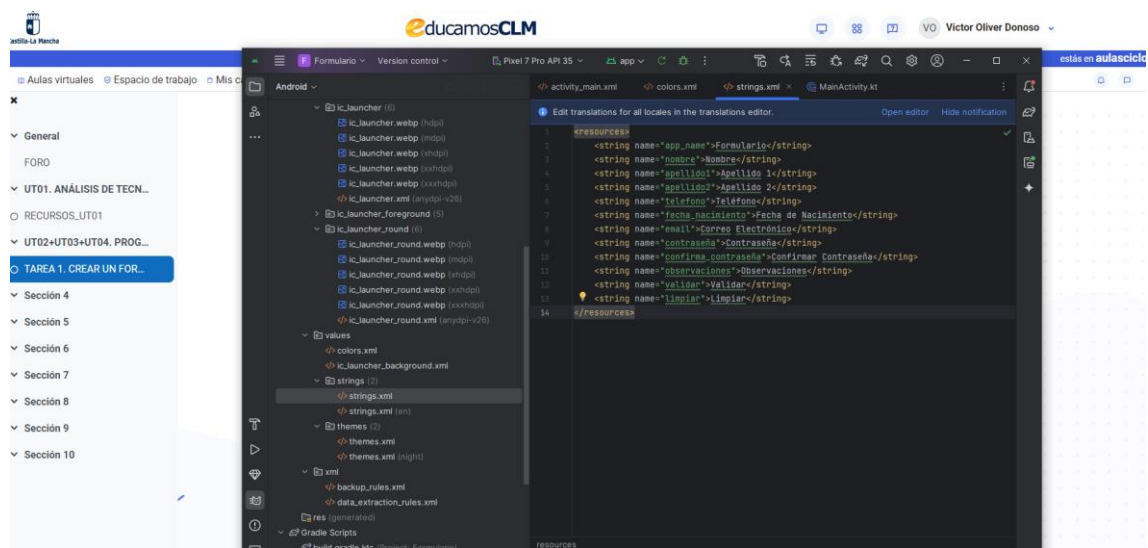 Castilla-La Mancha
educamosCLM
VO Victor Oliver Donoso
estás en aulasciclo
Aulas virtuales Espacio de trabajo
General
FORO
UT01. ANÁLISIS DE TECN...
RECURSOS_UT01
UT02+UT03+UT04. PROG...
TAREA 1. CREAR UN FOR...
Sección 4
Sección 5
Sección 6
Sección 7
Sección 8
Sección 9
Sección 10
F Formulario Version control Pixel 7 Pro API 35 app
Android
ic_launcher (6)
ic_launcher.webp (hdpi)
ic_launcher.webp (mdpi)
ic_launcher.webp (xhdpi)
ic_launcher.webp (xxhdpi)
ic_launcher.webp (xxxhdpi)
ic_launcher.xml (anydpi-v26)
ic_launcher_foreground (5)
ic_launcher_round (6)
ic_launcher_round.webp (hdpi)
ic_launcher_round.webp (mdpi)
ic_launcher_round.webp (xhdpi)
ic_launcher_round.webp (xxhdpi)
ic_launcher_round.webp (xxxhdpi)
ic_launcher_round.xml (anydpi-v26)
values
colors.xml
ic_launcher_background.xml
strings (2)
strings.xml
strings.xml (en)
themes (2)
themes.xml
themes.xml (night)
xml
backup_rules.xml
data_extraction_rules.xml
res (generated)
Gradle Scripts
activity_main.xml colors.xml strings.xml MainActivity.kt
Edit translations for all locales in the translations editor. Open editor Hide notification
1 <resources>
2 <string name="app_name">Formulario</string>
3 <string name="nombre">Nombre</string>
4 <string name="apellido1">Apellido 1</string>
5 <string name="apellido2">Apellido 2</string>
6 <string name="telefono">Teléfono</string>
7 <string name="fecha_nacimiento">Fecha de Nacimiento</string>
8 <string name="email">Correo Electrónico</string>
9 <string name="contraseña">Contraseña</string>
10 <string name="confirma_contraseña">Confirmar Contraseña</string>
11 <string name="observaciones">Observaciones</string>
12 <string name="validar">Validar</string>
13 <string name="limpiar">Limpiar</string>
14 </resources>
resources